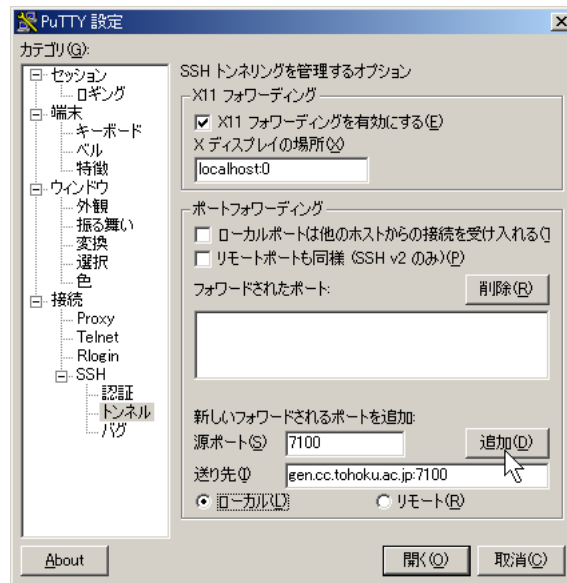 PuTTY 設定
カテゴリ(G):
セッション
ロギング
端末
キーボード
ベル
特徴
ウィンドウ
外観
振る舞い
変換
選択
色
接続
Proxy
Telnet
Rlogin
SSH
認証
トンネル
バグ
SSH トンネリングを管理するオプション
X11 フォワーディング
X11 フォワーディングを有効にする(E)
X ディスプレイの場所(X)
localhost:0
ポートフォワーディング
ローカルポートは他のホストからの接続を受け入れる(
リモートポートも同様 (SSH v2 のみ)(P)
フォワードされたポート:
削除(R)
新しいフォワードされるポートを追加:
源ポート(S)
7100
追加(D)
送り先(I)
gen.cc.tohoku.ac.jp:7100
ローカル(L)
リモート(R)
About
開く(O)
取消(C)